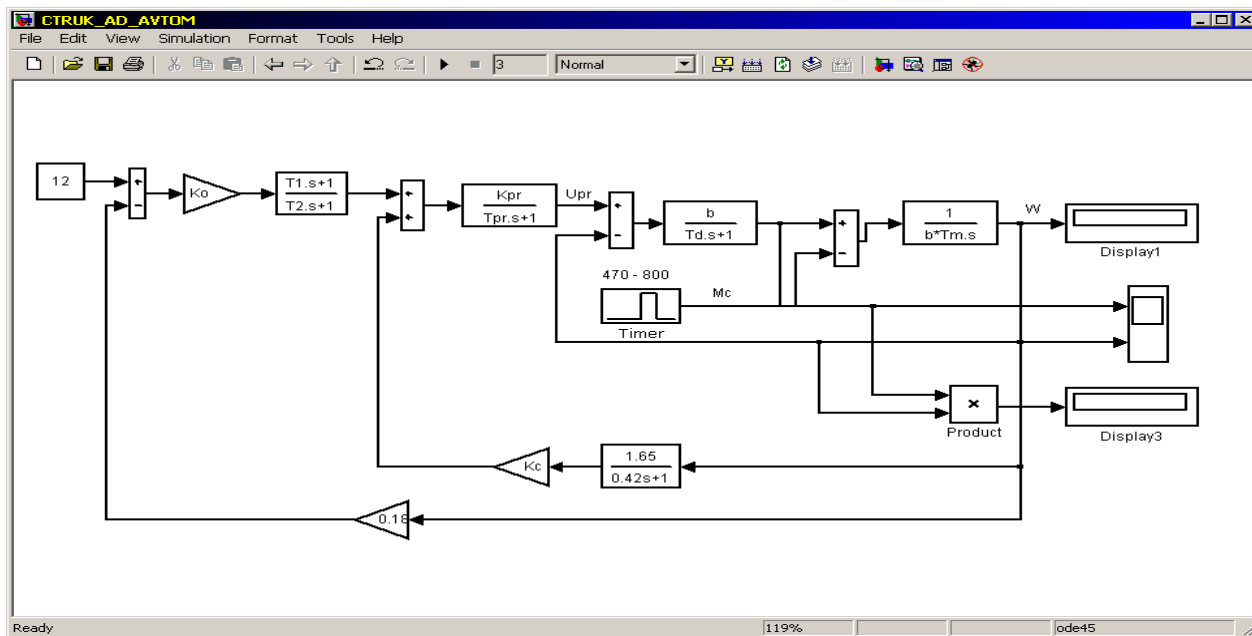 CTRUK_AD_AVTOM
File Edit View Simulation Format Tools Help
3 Normal
12
Ko
T1.s+1
T2.s+1
Kpr
Tpr.s+1
Upr
b
Td.s+1
1
b*Tm.s
W
Display1
470 - 800
Mc
Timer
Product
Display3
Kc
1.65
0.42s+1
0.18
Ready 119% ode45